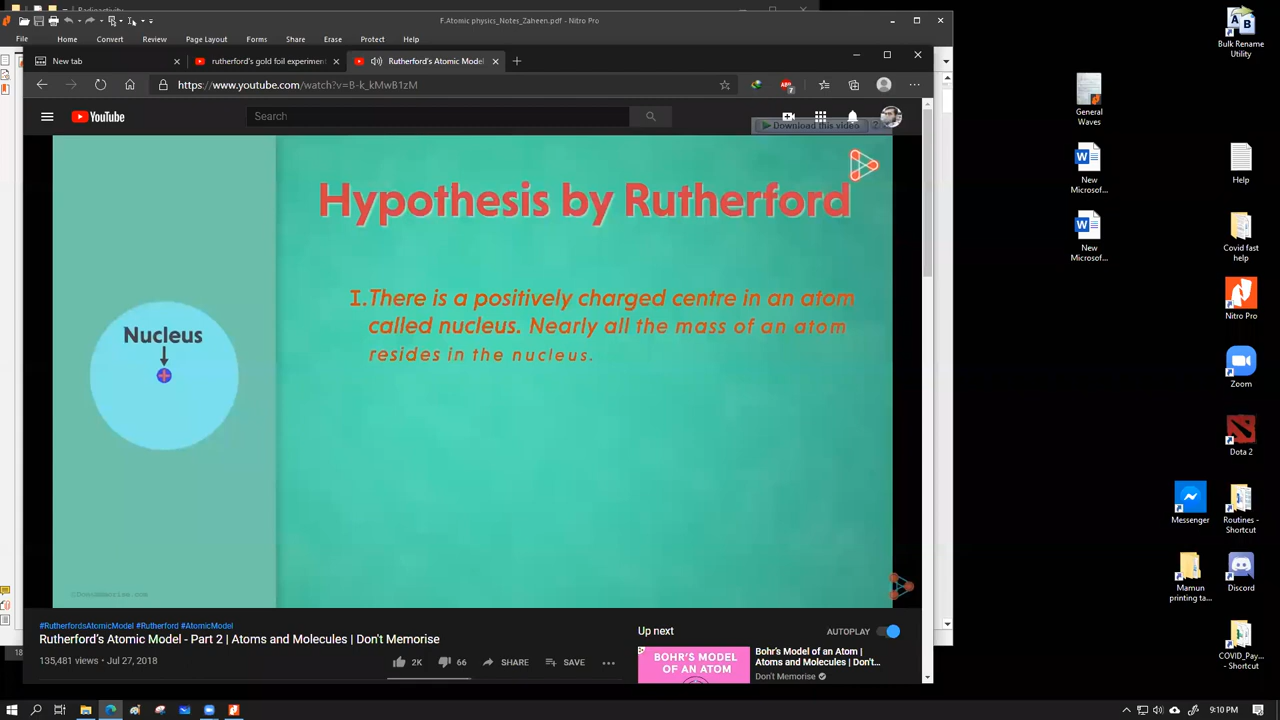 Radioactivity
F.Atomic physics_Notes_Zaheen.pdf - Nitro Pro
File Home Convert Review Page Layout Forms Share Erase Protect Help
New tab
rutherford's gold foil experiment
Rutherford's Atomic Model
https://www.youtube.com/watch?v=B-k_kMwB1zM
ABP
7
YouTube
Search
Download this video ?
Hypothesis by Rutherford
I.There is a positively charged centre in an atom
called nucleus. Nearly all the mass of an atom
resides in the nucleus.
Nucleus
+
#RutherfordsAtomicModel #Rutherford #AtomicModel
Rutherford's Atomic Model - Part 2 | Atoms and Molecules | Don't Memorise
135,481 views • Jul 27, 2018
2K 66 SHARE SAVE
Up next
AUTOPLAY
BOHR'S MODEL
OF AN ATOM
Bohr's Model of an Atom |
Atoms and Molecules | Don't...
Don't Memorise
General
Waves
New
Microsof...
New
Microsof...
A B
Bulk Rename
Utility
Help
Covid fast
help
Nitro Pro
Zoom
Dota 2
Messenger
Routines -
Shortcut
Mamun
printing ta...
Discord
COVID_Pay...
- Shortcut
9:10 PM